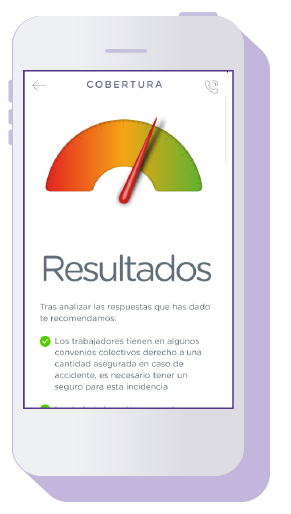 COBERTURA
Resultados
Tras analizar las respuestas que has dado
te recomendamos:
Los trabajadores tienen en algunos
convenios colectivos derecho a una
cantidad asegurada en caso de
accidente, es necesario tener un
seguro para esta incidencia